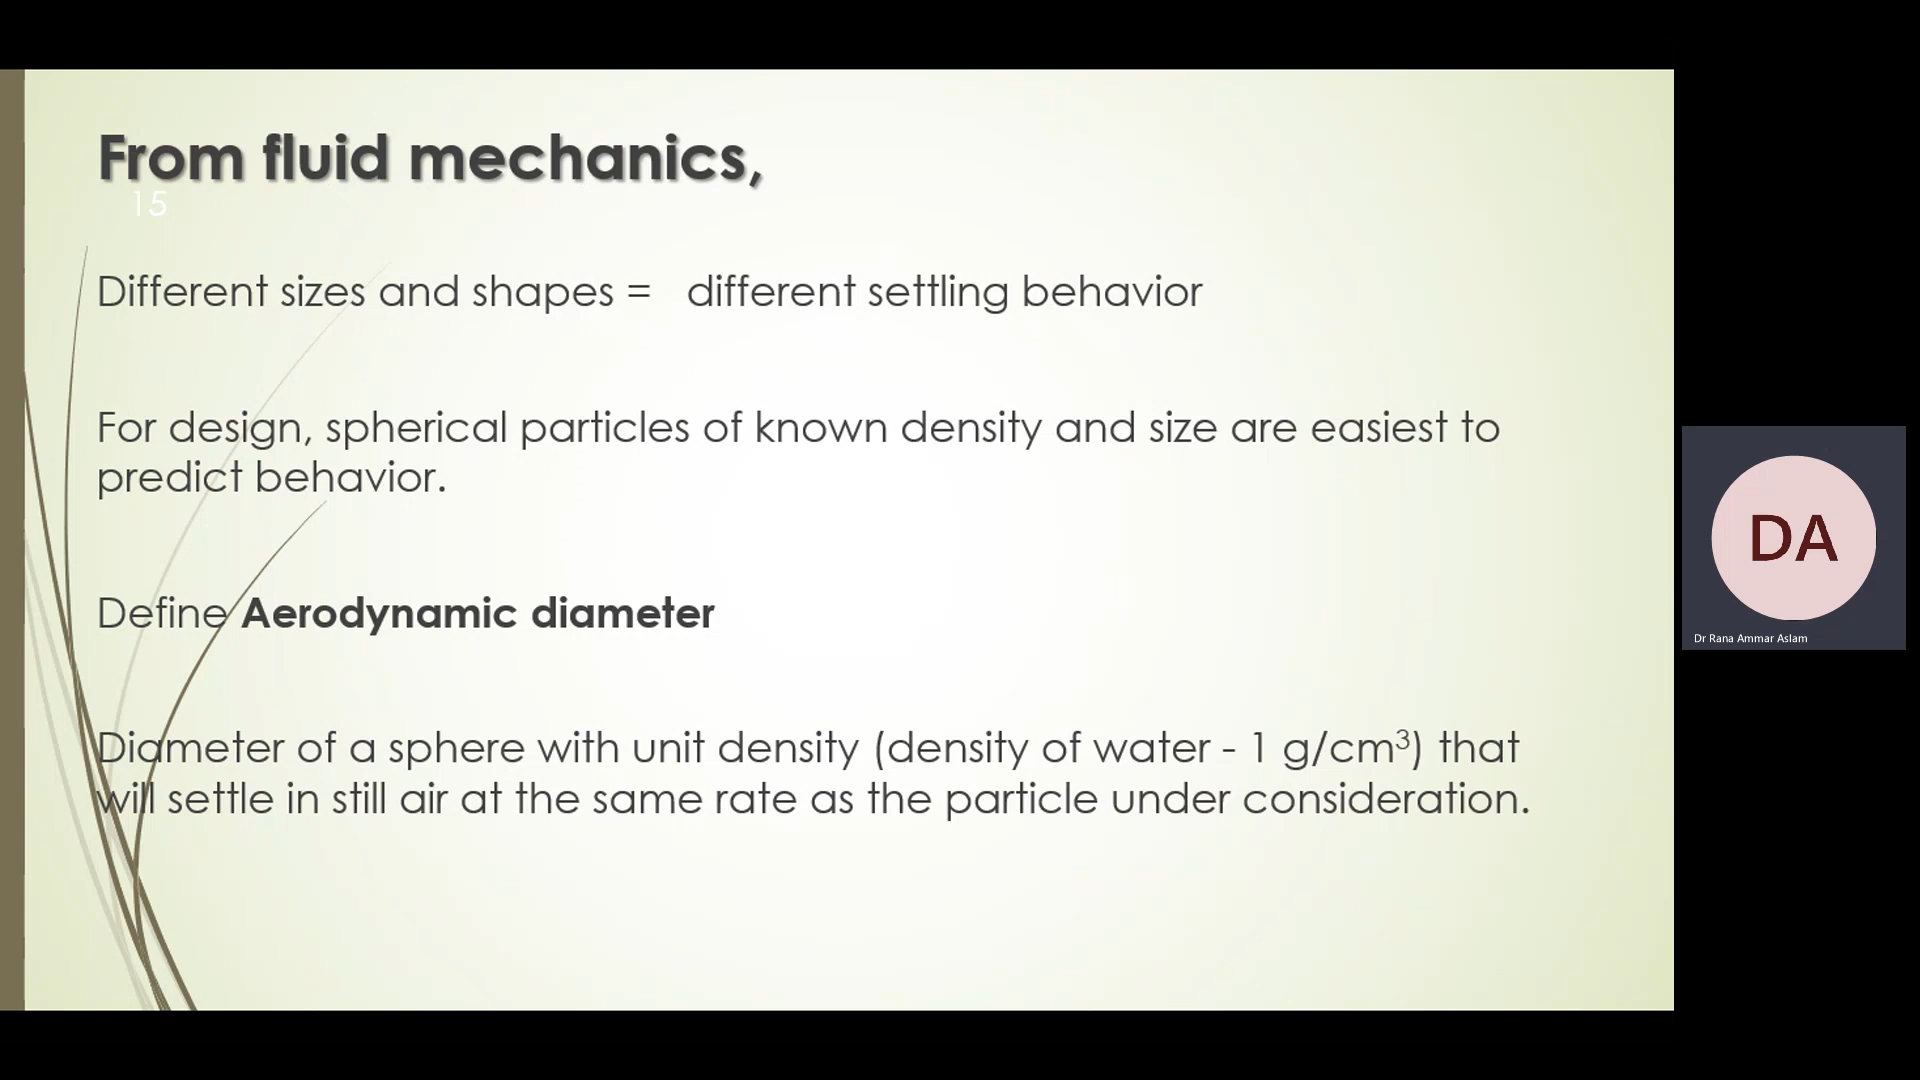 From fluid mechanics,
15
Different sizes and shapes = different settling behavior
For design, spherical particles of known density and size are easiest to
predict behavior.
Define Aerodynamic diameter
Diameter of a sphere with unit density (density of water - 1 g/cm³) that
will settle in still air at the same rate as the particle under consideration.
DA
Dr Rana Ammar Aslam